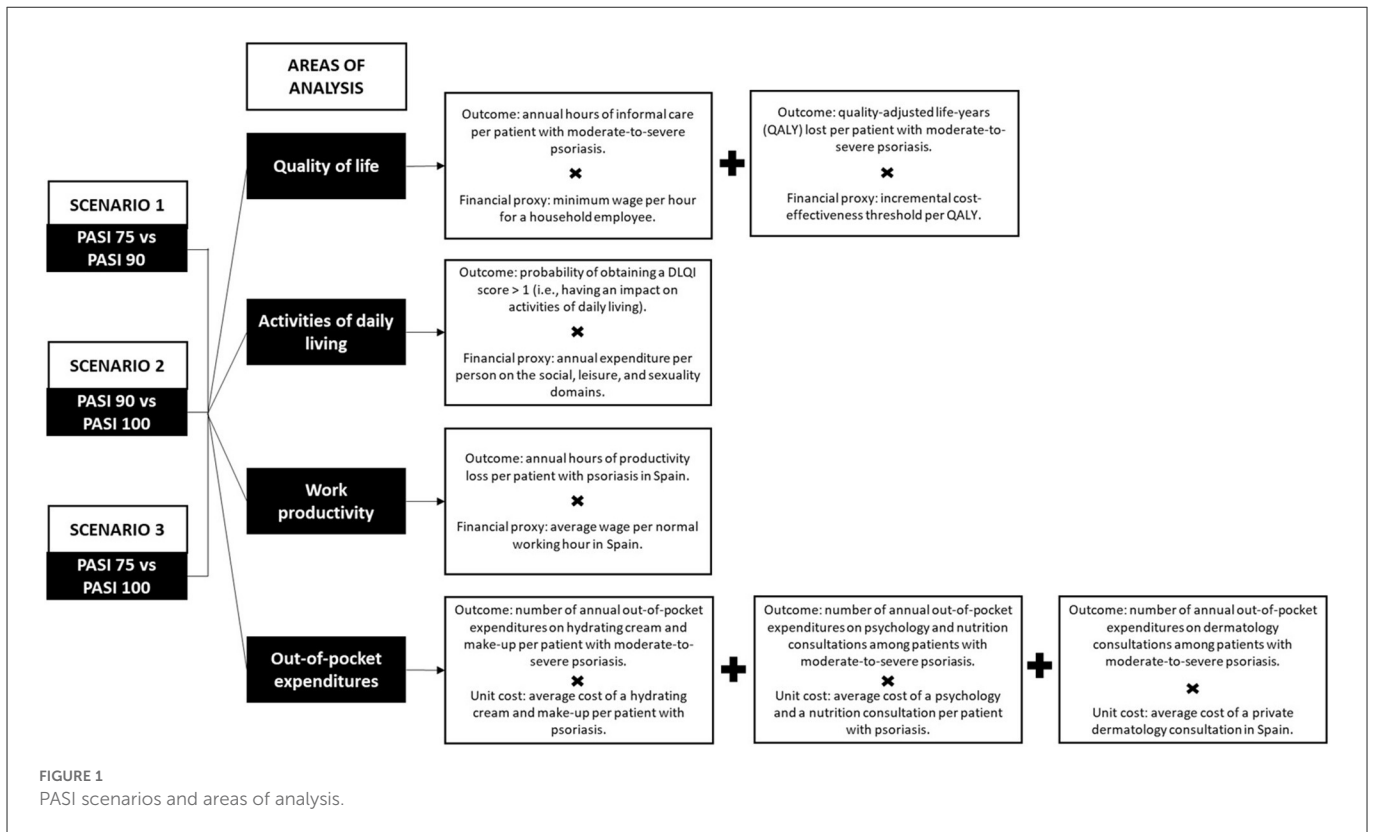 AREAS OF
ANALYSIS
SCENARIO 1
PASI 75 vs
PASI 90
SCENARIO 2
PASI 90 vs
PASI 100
SCENARIO 3
PASI 75 vs
PASI 100
Quality of life
Outcome: annual hours of informal care
per patient with moderate-to-severe
psoriasis.
✖
Financial proxy: minimum wage per hour
for a household employee.
✚
Outcome: quality-adjusted life-years
(QALY) lost per patient with moderate-to-
severe psoriasis.
✖
Financial proxy: incremental cost-
effectiveness threshold per QALY.
Activities of daily
living
Outcome: probability of obtaining a DLQI
score > 1 (i.e., having an impact on
activities of daily living).
✖
Financial proxy: annual expenditure per
person on the social, leisure, and sexuality
domains.
Work
productivity
Outcome: annual hours of productivity
loss per patient with psoriasis in Spain.
✖
Financial proxy: average wage per normal
working hour in Spain.
Out-of-pocket
expenditures
Outcome: number of annual out-of-pocket
expenditures on hydrating cream and
make-up per patient with moderate-to-
severe psoriasis.
✖
Unit cost: average cost of a hydrating
cream and make-up per patient with
psoriasis.
✚
Outcome: number of annual out-of-pocket
expenditures on psychology and nutrition
consultations among patients with
moderate-to-severe psoriasis.
✖
Unit cost: average cost of a psychology
and a nutrition consultation per patient
with psoriasis.
✚
Outcome: number of annual out-of-pocket
expenditures on dermatology
consultations among patients with
moderate-to-severe psoriasis.
✖
Unit cost: average cost of a private
dermatology consultation in Spain.
FIGURE 1
PASI scenarios and areas of analysis.